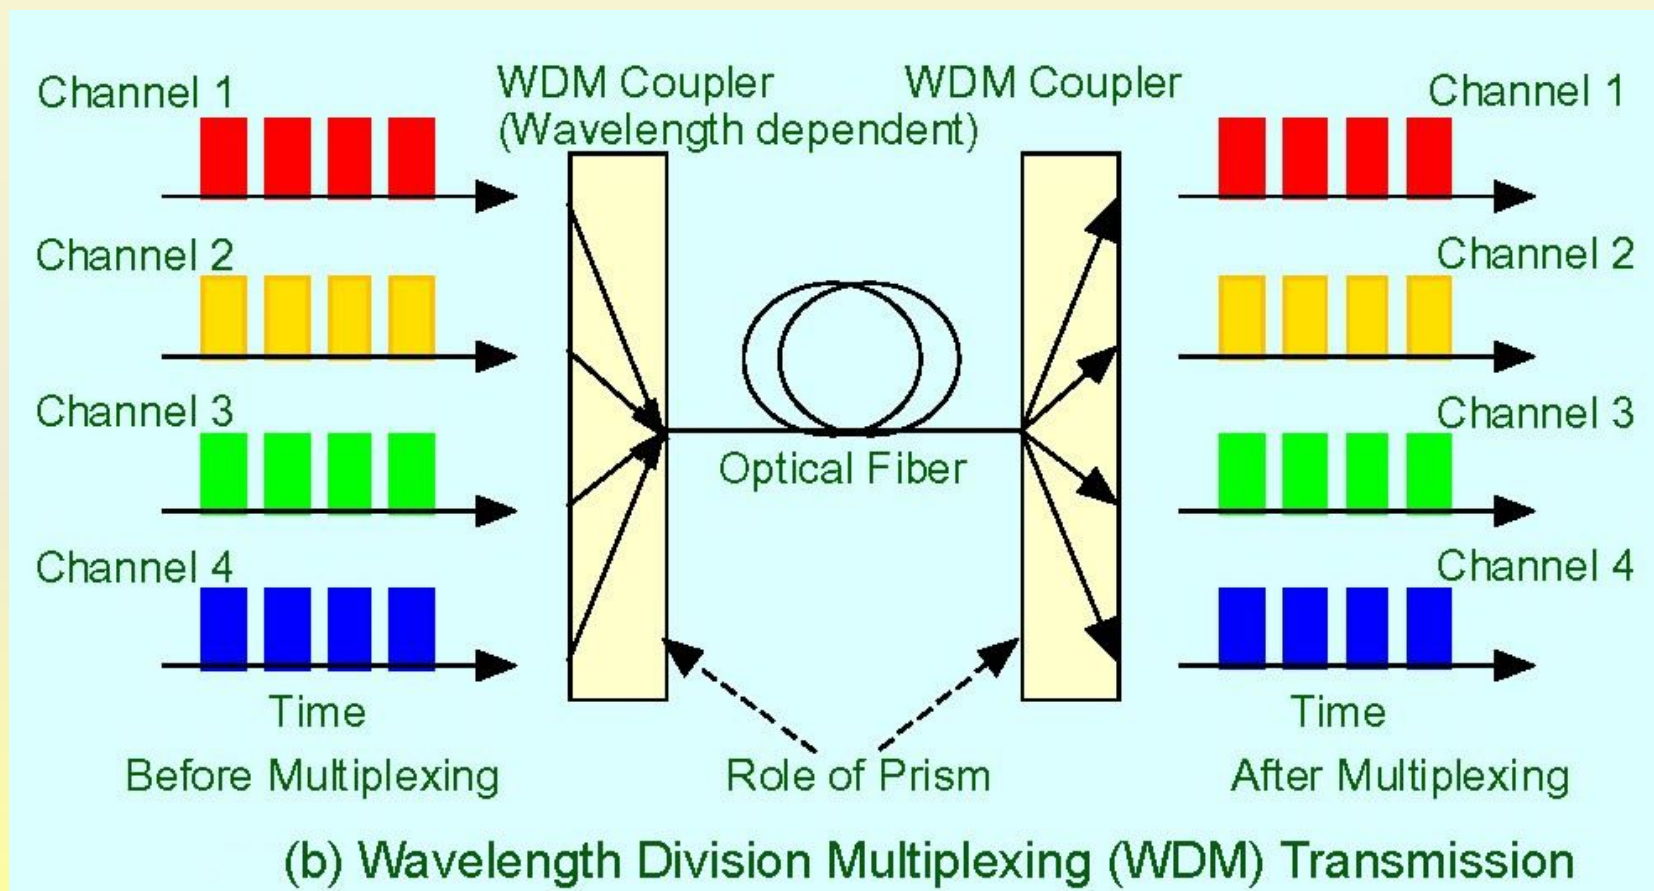 Channel 1
WDM Coupler
(Wavelength dependent)
WDM Coupler
Channel 1
Channel 2
Channel 2
Channel 3
Channel 3
Optical Fiber
Channel 4
Channel 4
Time
Time
Before Multiplexing
Role of Prism
After Multiplexing
(b) Wavelength Division Multiplexing (WDM) Transmission